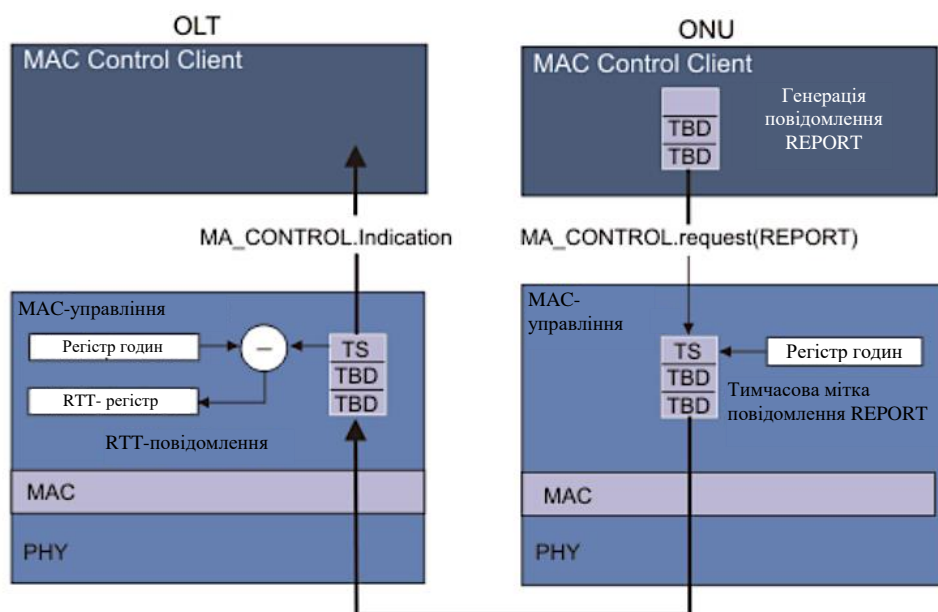 OLT
MAC Control Client
MA_CONTROL.Indication
МАС-управління
Регістр годин
–
TS
TBD
TBD
RTT- регістр
RTT-повідомлення
MAC
PHY
ONU
MAC Control Client
TBD
TBD
Генерація
повідомлення
REPORT
MA_CONTROL.request(REPORT)
МАС-
управління
TS
TBD
TBD
Регістр годин
Тимчасова мітка
повідомлення REPORT
MAC
PHY